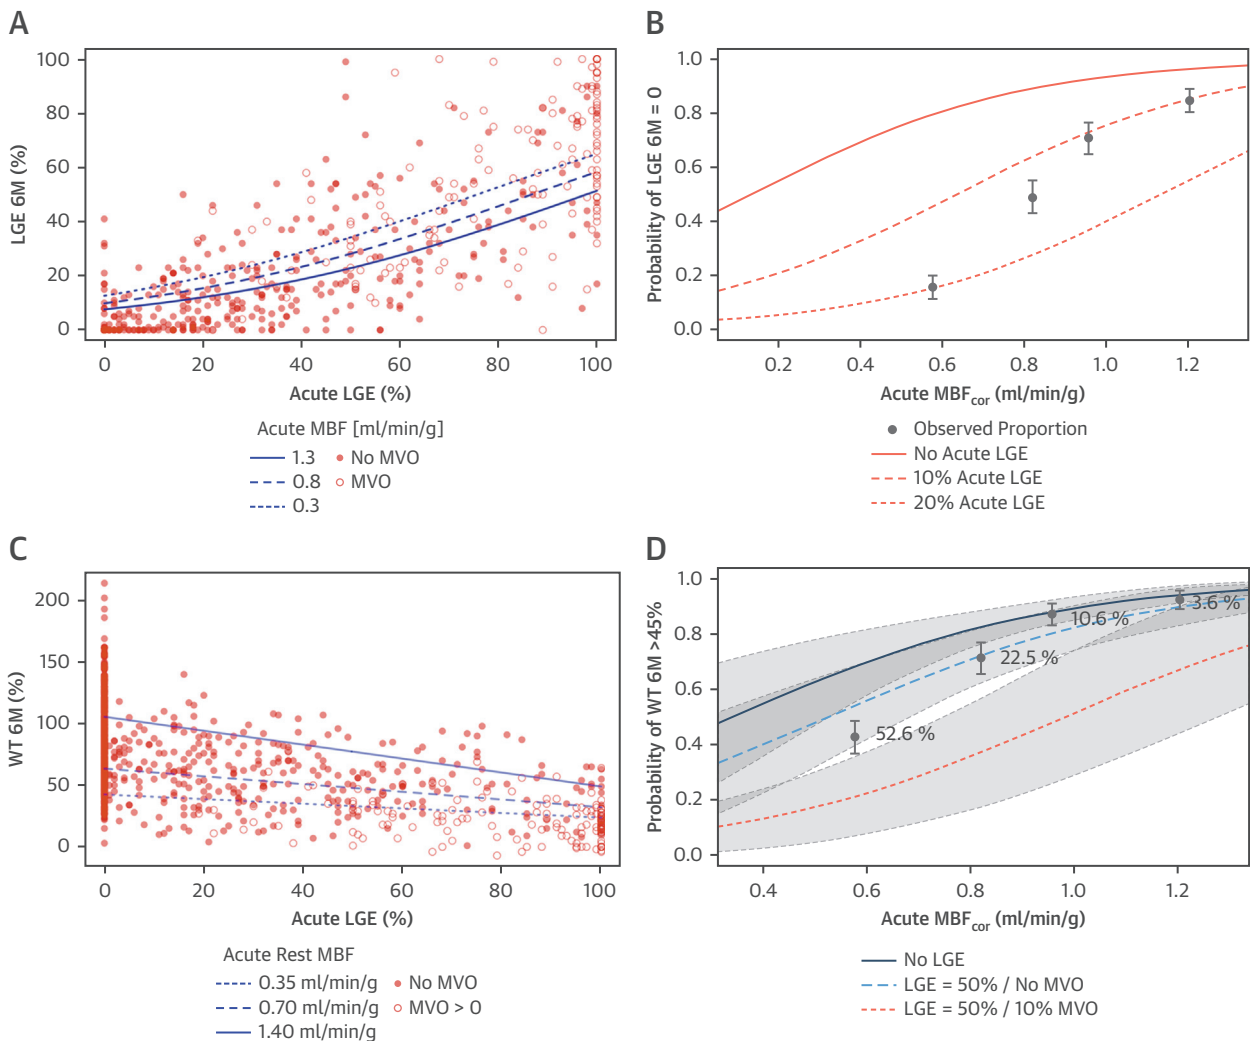 A
LGE 6M (%)
100
80
60
40
20
0
0 20 40 60 80 100
Acute LGE (%)
Acute MBF [ml/min/g]
1.3 No MVO
0.8 MVO
0.3
B
Probability of LGE 6M = 0
1.0
0.8
0.6
0.4
0.2
0.0
0.2 0.4 0.6 0.8 1.0 1.2
Acute MBFcor (ml/min/g)
Observed Proportion
No Acute LGE
10% Acute LGE
20% Acute LGE
C
WT 6M (%)
200
150
100
50
0
0 20 40 60 80 100
Acute LGE (%)
Acute Rest MBF
0.35 ml/min/g No MVO
0.70 ml/min/g MVO > 0
1.40 ml/min/g
D
Probability of WT 6M >45%
1.0
0.8
0.6
0.4
0.2
0.0
3.6 %
10.6 %
22.5 %
52.6 %
0.4 0.6 0.8 1.0 1.2
Acute MBFcor (ml/min/g)
No LGE
LGE = 50% / No MVO
LGE = 50% / 10% MVO